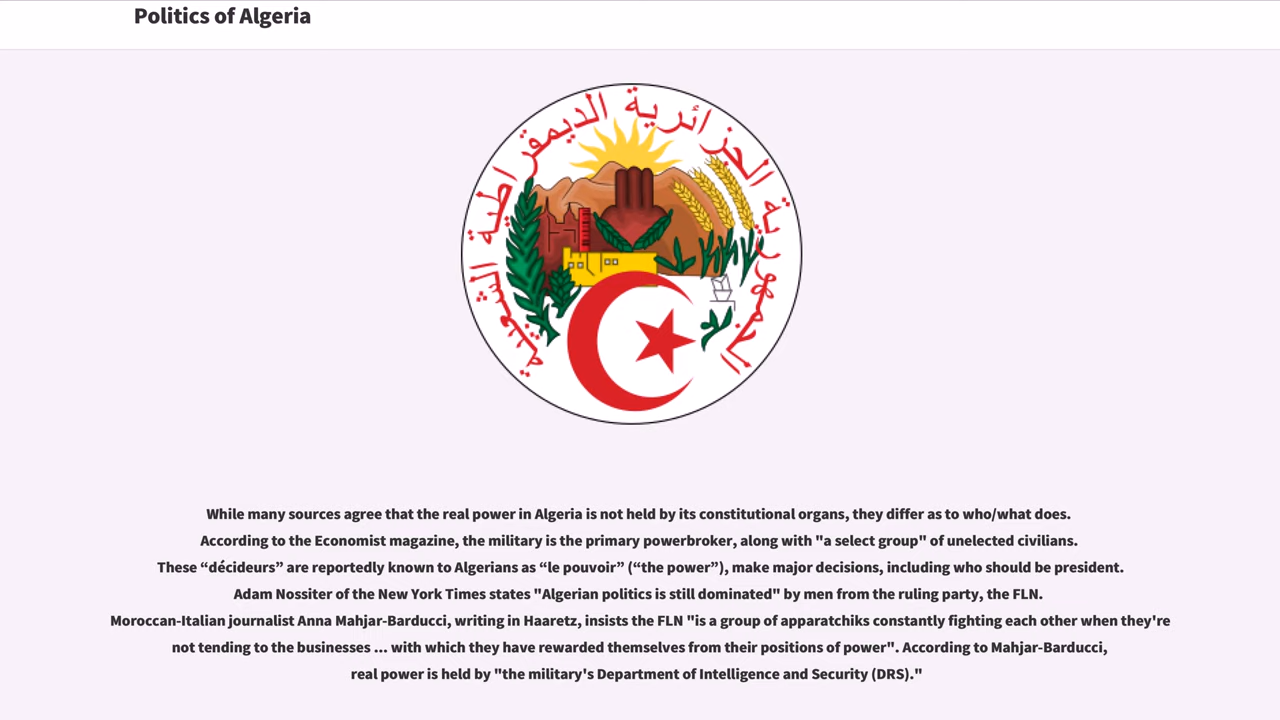 Politics of Algeria
الجمهورية الجزائرية الديمقراطية الشعبية
While many sources agree that the real power in Algeria is not held by its constitutional organs, they differ as to who/what does.
According to the Economist magazine, the military is the primary powerbroker, along with "a select group" of unelected civilians.
These “décideurs” are reportedly known to Algerians as “le pouvoir” (“the power”), make major decisions, including who should be president.
Adam Nossiter of the New York Times states "Algerian politics is still dominated" by men from the ruling party, the FLN.
Moroccan-Italian journalist Anna Mahjar-Barducci, writing in Haaretz, insists the FLN "is a group of apparatchiks constantly fighting each other when they're
not tending to the businesses ... with which they have rewarded themselves from their positions of power". According to Mahjar-Barducci,
real power is held by "the military's Department of Intelligence and Security (DRS)."